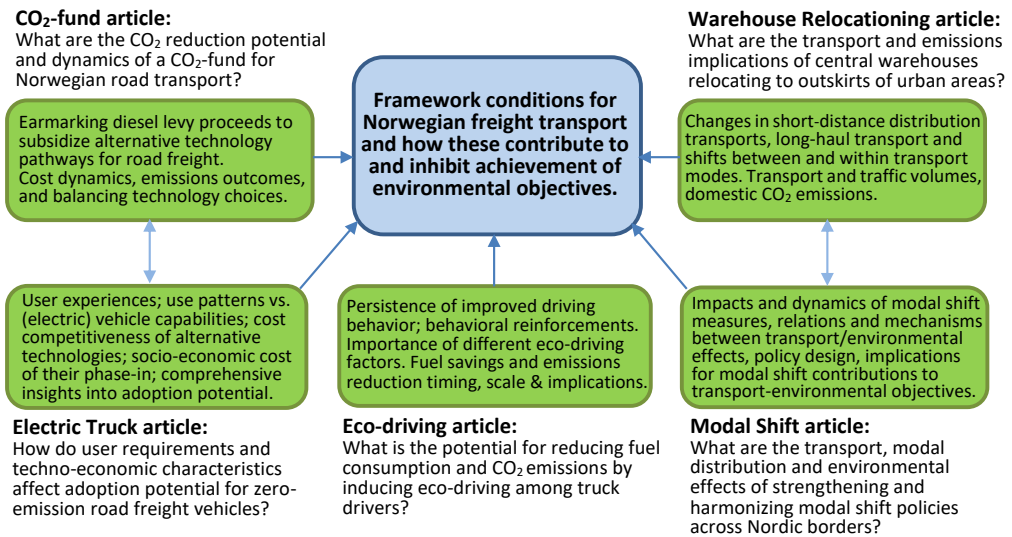 CO₂-fund article:
What are the CO₂ reduction potential
and dynamics of a CO₂-fund for
Norwegian road transport?
Earmarking diesel levy proceeds to
subsidize alternative technology
pathways for road freight.
Cost dynamics, emissions outcomes,
and balancing technology choices.
Framework conditions for
Norwegian freight transport
and how these contribute to
and inhibit achievement of
environmental objectives.
Warehouse Relocationing article:
What are the transport and emissions
implications of central warehouses
relocating to outskirts of urban areas?
Changes in short-distance distribution
transports, long-haul transport and
shifts between and within transport
modes. Transport and traffic volumes,
domestic CO₂ emissions.
User experiences; use patterns vs.
(electric) vehicle capabilities; cost
competitiveness of alternative
technologies; socio-economic cost
of their phase-in; comprehensive
insights into adoption potential.
Electric Truck article:
How do user requirements and
techno-economic characteristics
affect adoption potential for zero-
emission road freight vehicles?
Persistence of improved driving
behavior; behavioral reinforcements.
Importance of different eco-driving
factors. Fuel savings and emissions
reduction timing, scale & implications.
Eco-driving article:
What is the potential for reducing fuel
consumption and CO₂ emissions by
inducing eco-driving among truck
drivers?
Impacts and dynamics of modal shift
measures, relations and mechanisms
between transport/environmental
effects, policy design, implications
for modal shift contributions to
transport-environmental objectives.
Modal Shift article:
What are the transport, modal
distribution and environmental
effects of strengthening and
harmonizing modal shift policies
across Nordic borders?